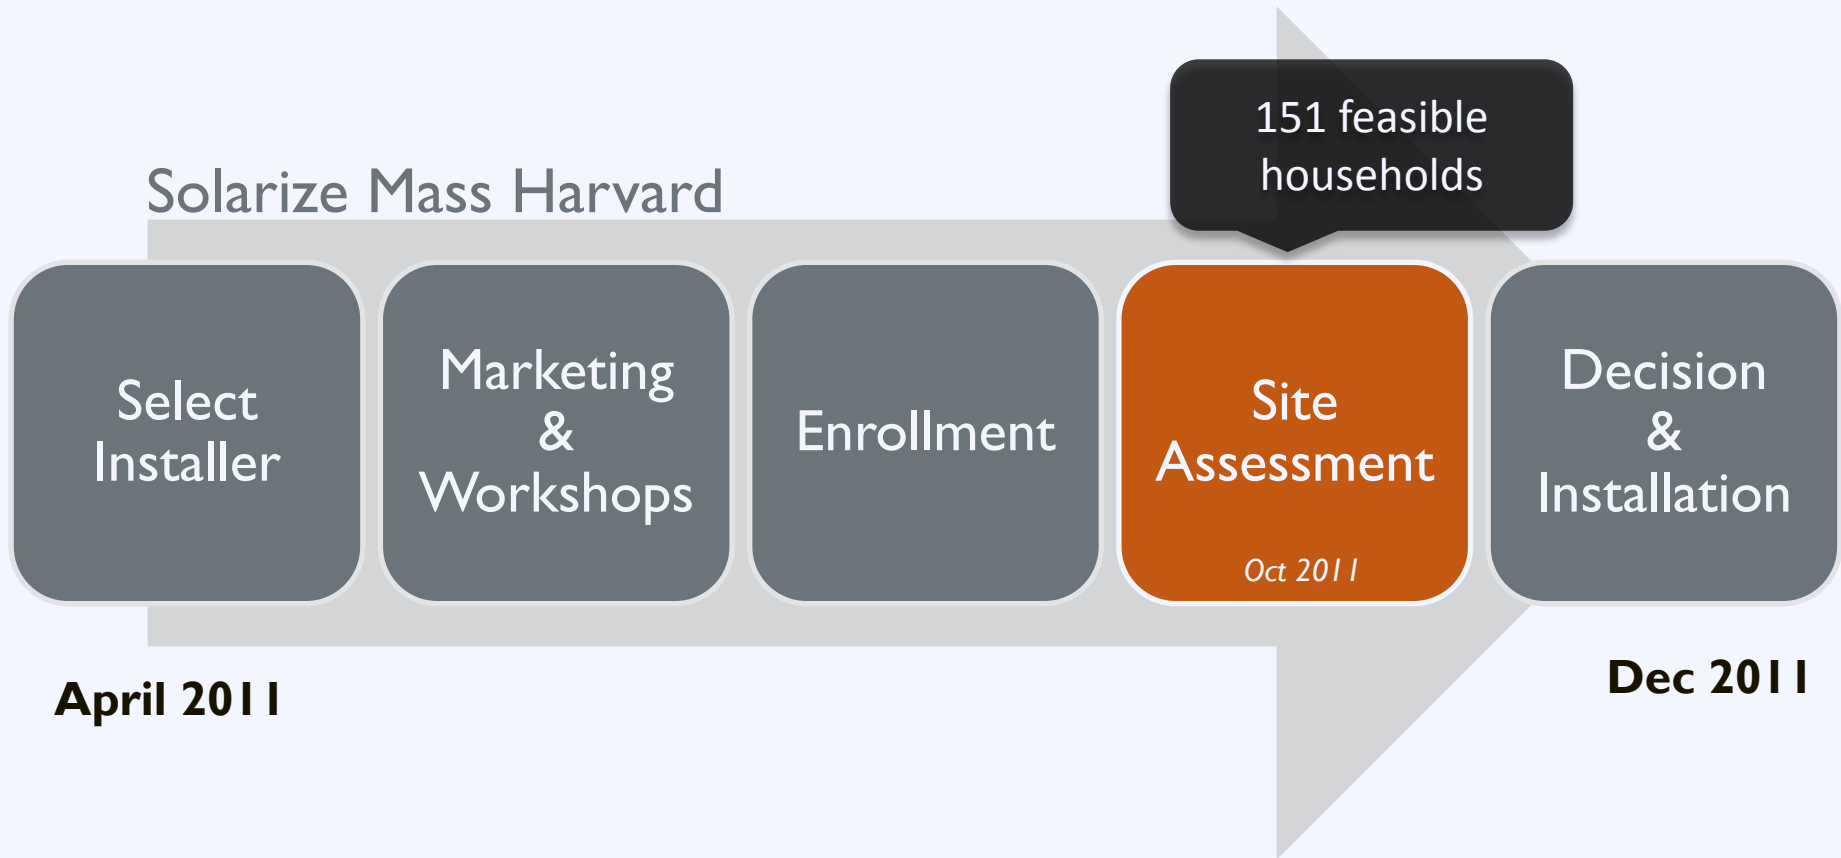 151 feasible
households
Solarize Mass Harvard
Select
Installer
Marketing
&
Workshops
Enrollment
Site
Assessment
Oct 2011
Decision
&
Installation
April 2011
Dec 2011